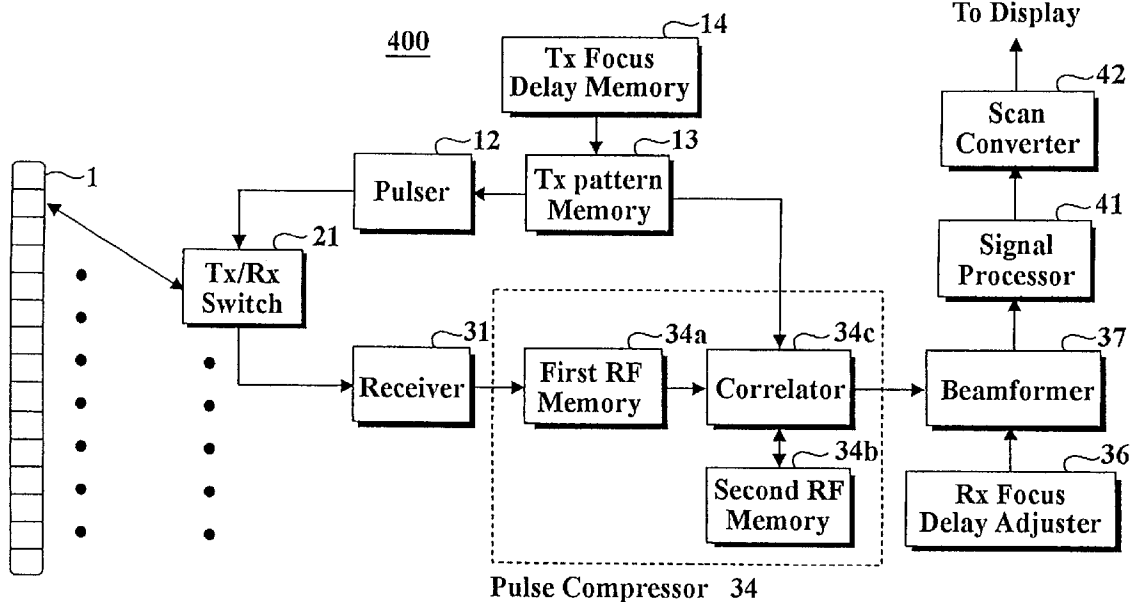 To Display
400
14
Tx Focus
Delay Memory
42
Scan
Converter
12
Pulser
13
Tx pattern
Memory
1
21
Tx/Rx
Switch
41
Signal
Processor
31
Receiver
34a
First RF
Memory
34c
Correlator
37
Beamformer
34b
Second RF
Memory
36
Rx Focus
Delay Adjuster
Pulse Compressor 34